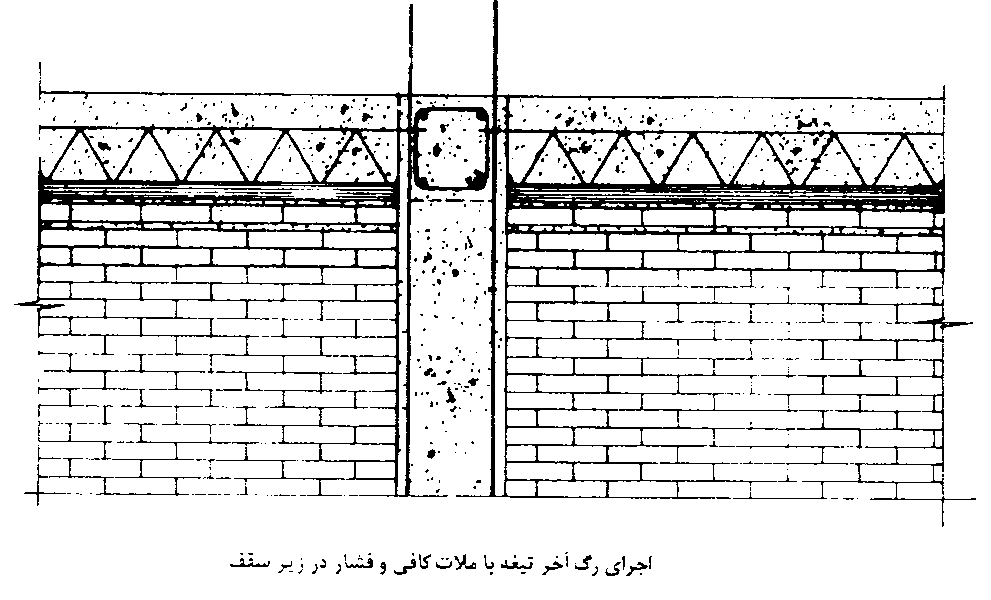 اجرای رگ آخر تیغه با ملات کافی و فشار در زیر سقف